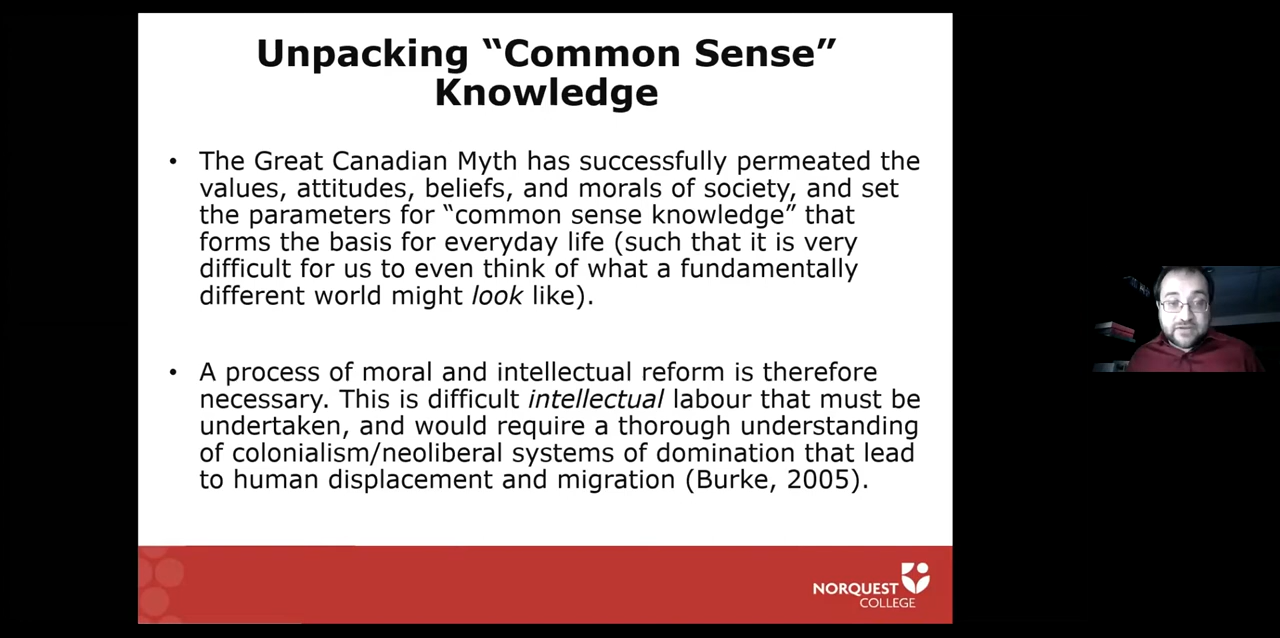 Unpacking “Common Sense”
Knowledge
• The Great Canadian Myth has successfully permeated the
values, attitudes, beliefs, and morals of society, and set
the parameters for “common sense knowledge” that
forms the basis for everyday life (such that it is very
difficult for us to even think of what a fundamentally
different world might look like).
• A process of moral and intellectual reform is therefore
necessary. This is difficult intellectual labour that must be
undertaken, and would require a thorough understanding
of colonialism/neoliberal systems of domination that lead
to human displacement and migration (Burke, 2005).
NORQUEST
COLLEGE